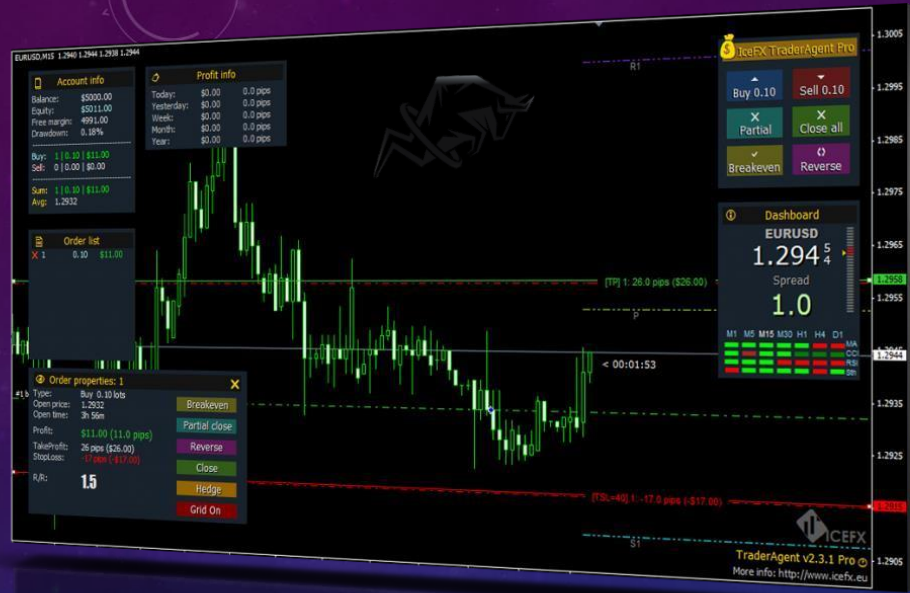 EURUSD,M15 1.2940 1.2944 1.2938 1.2944
Account info
Balance: $5000.00
Equity: $5011.00
Free margin: 4991.00
Drawdown: 0.18%
Buy: 1 | 0.10 | $11.00
Sell: 0 | 0.00 | $0.00
Sum: 1 | 0.10 | $11.00
Avg: 1.2932
Profit info
Today: $0.00 0.0 pips
Yesterday: $0.00 0.0 pips
Week: $0.00 0.0 pips
Month: $0.00 0.0 pips
Year: $0.00 0.0 pips
Order list
X 1 0.10 $11.00
Order properties: 1 X
Type: Buy 0.10 lots
Open price: 1.2932
Open time: 3h 56m
Profit: $11.00 (11.0 pips)
TakeProfit: 26 pips ($26.00)
StopLoss: -17 pips (-$17.00)
R/R: 1.5
Breakeven
Partial close
Reverse
Close
Hedge
Grid On
#1 b
R1
[TP] 1: 26.0 pips ($26.00)
P
< 00:01:53
[TSL=40] 1: -17.0 pips (-$17.00)
S1
IceFX TraderAgent Pro
Buy 0.10
Sell 0.10
Partial
Close all
Breakeven
Reverse
Dashboard
EURUSD
1.294 5 4
Spread
1.0
M1 M5 M15 M30 H1 H4 D1
MA
CCI
RSI
Sth
1.3005
1.2995
1.2985
1.2975
1.2965
1.2958
1.2955
1.2944
1.2935
1.2925
1.2915
1.2905
ICEFX
TraderAgent v2.3.1 Pro
More info: http://www.icefx.eu